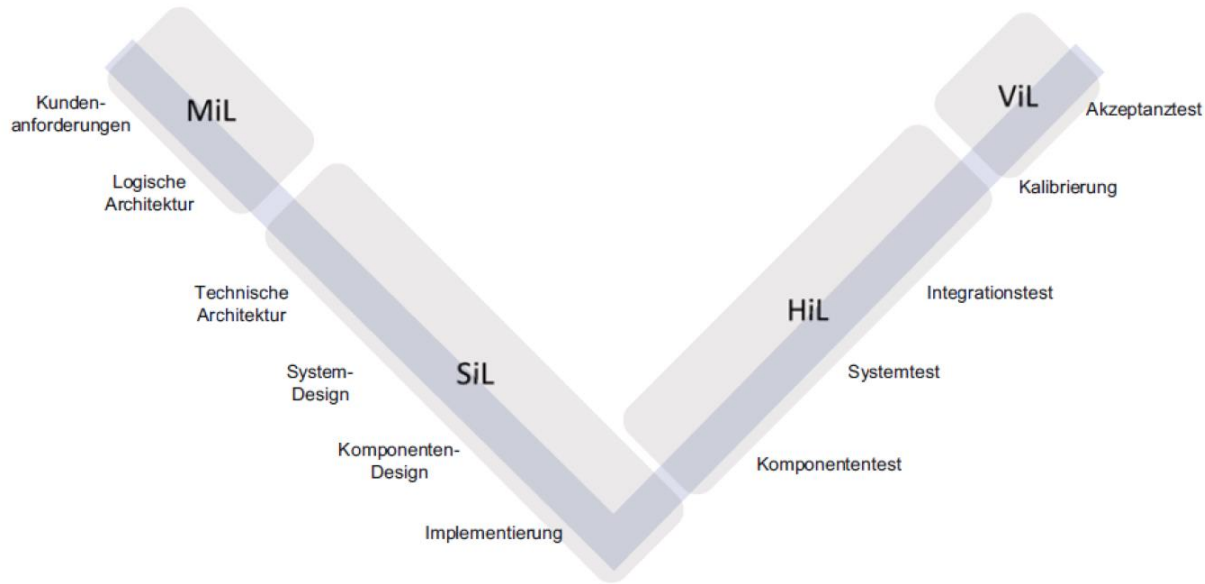 MiL
Kunden-
anforderungen
Logische
Architektur
Technische
Architektur
SiL
System-
Design
Komponenten-
Design
Implementierung
ViL
Akzeptanztest
Kalibrierung
HiL
Integrationstest
Systemtest
Komponententest